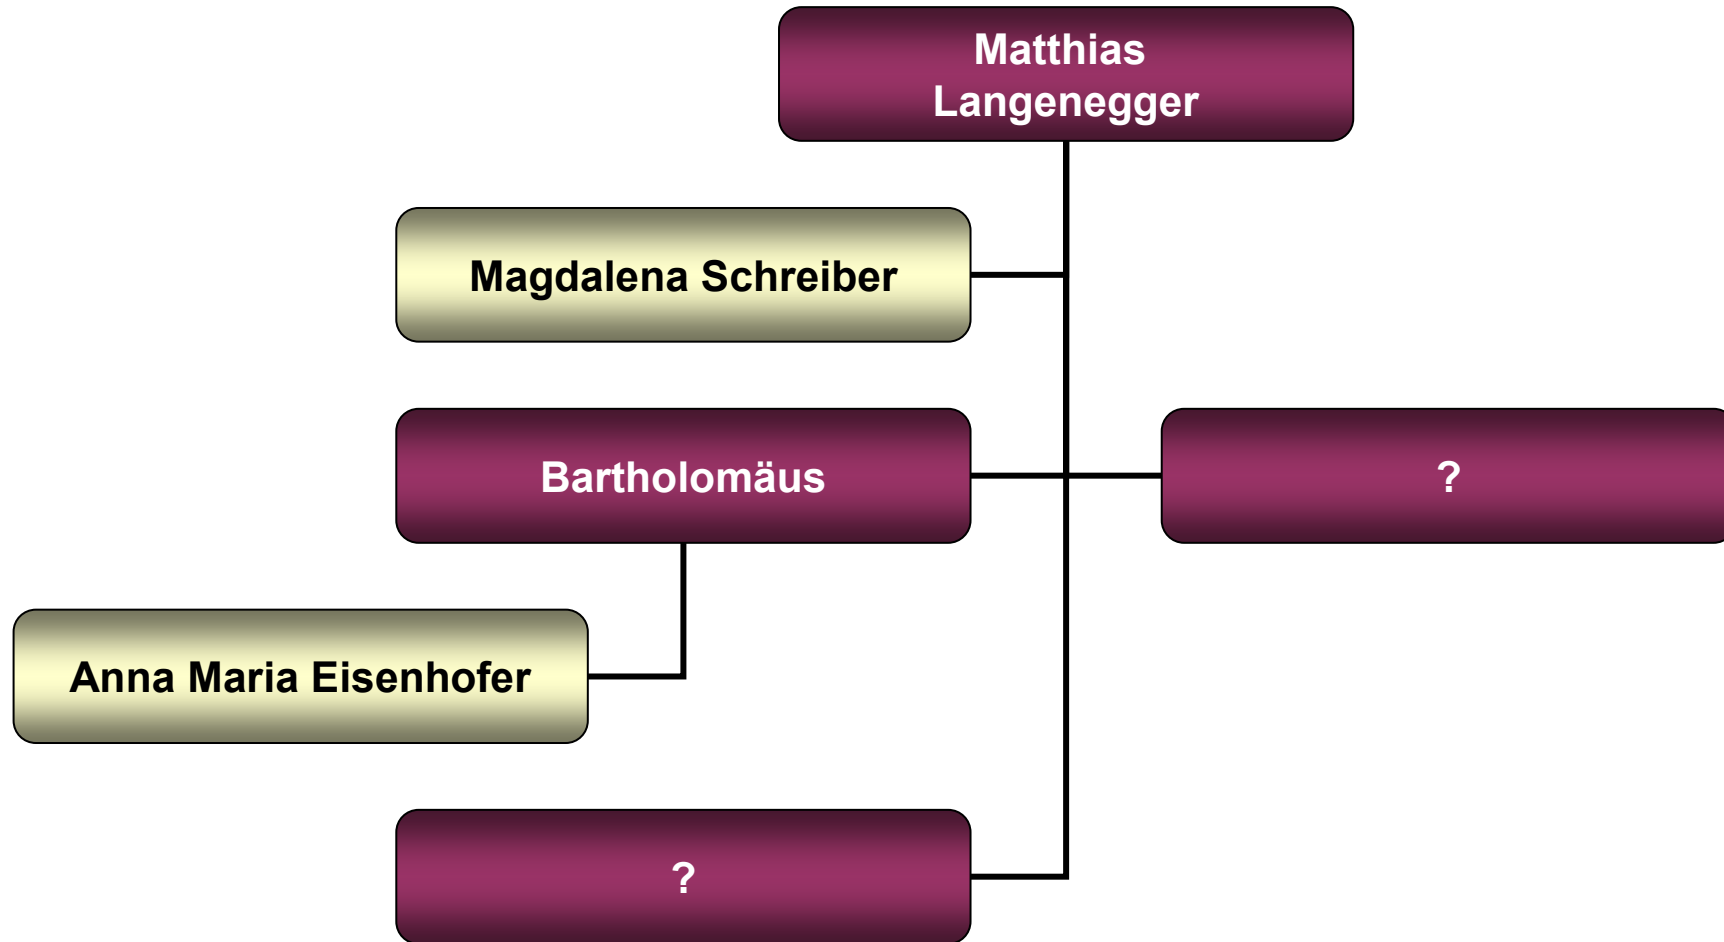 Matthias
Langenegger
Magdalena Schreiber
Bartholomäus
?
Anna Maria Eisenhofer
?